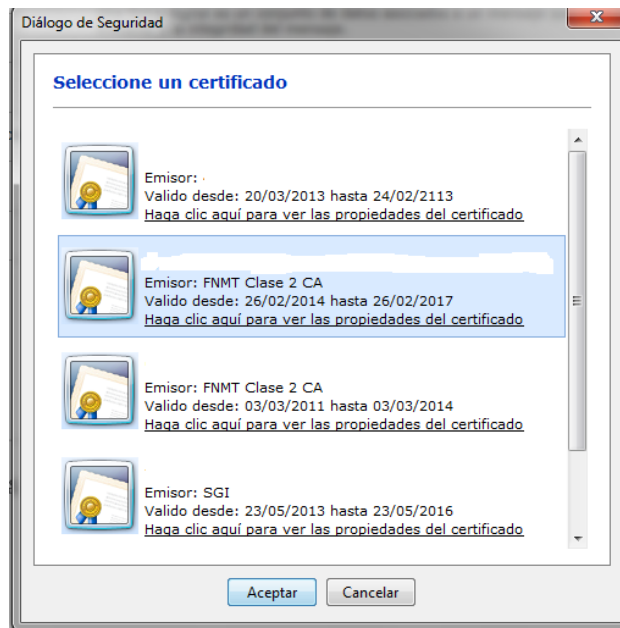 Diálogo de Seguridad
Seleccione un certificado
Emisor:
Valido desde: 20/03/2013 hasta 24/02/2113
Haga clic aquí para ver las propiedades del certificado
Emisor: FNMT Clase 2 CA
Valido desde: 26/02/2014 hasta 26/02/2017
Haga clic aquí para ver las propiedades del certificado
Emisor: FNMT Clase 2 CA
Valido desde: 03/03/2011 hasta 03/03/2014
Haga clic aquí para ver las propiedades del certificado
Emisor: SGI
Valido desde: 23/05/2013 hasta 23/05/2016
Haga clic aquí para ver las propiedades del certificado
Aceptar
Cancelar